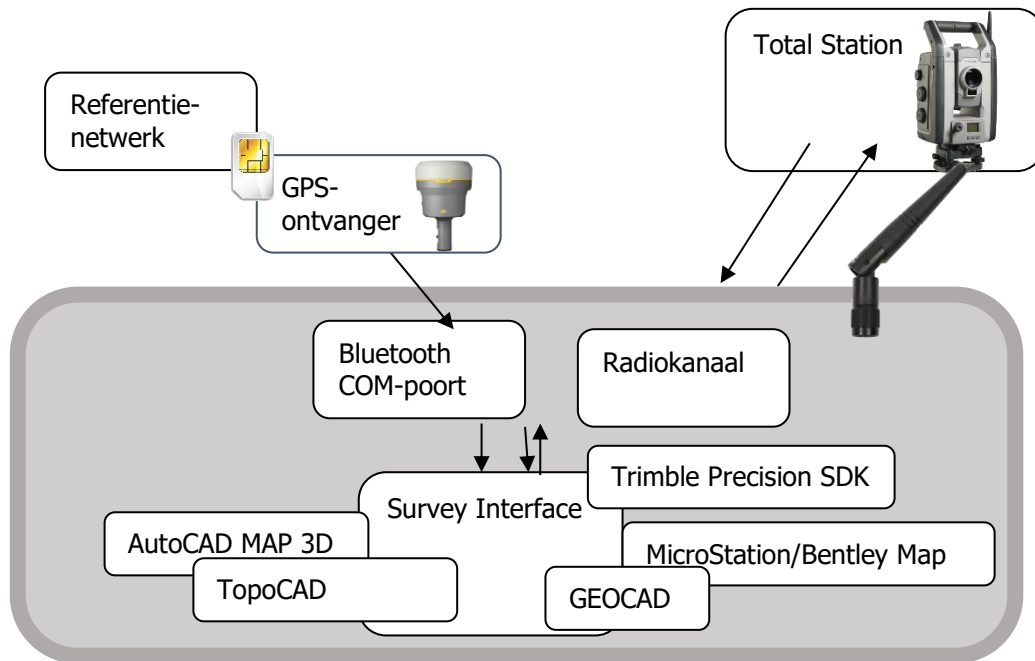 Total Station
Referentie-
netwerk
GPS-
ontvanger
Bluetooth
COM-poort
Radiokanaal
Trimble Precision SDK
Survey Interface
AutoCAD MAP 3D
MicroStation/Bentley Map
TopoCAD
GEOCAD